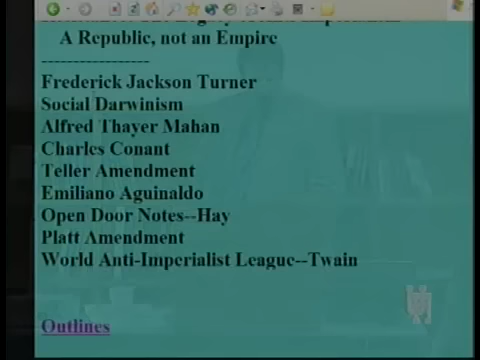 A Republic, not an Empire
-----------------
Frederick Jackson Turner
Social Darwinism
Alfred Thayer Mahan
Charles Conant
Teller Amendment
Emiliano Aguinaldo
Open Door Notes--Hay
Platt Amendment
World Anti-Imperialist League--Twain
Outlines